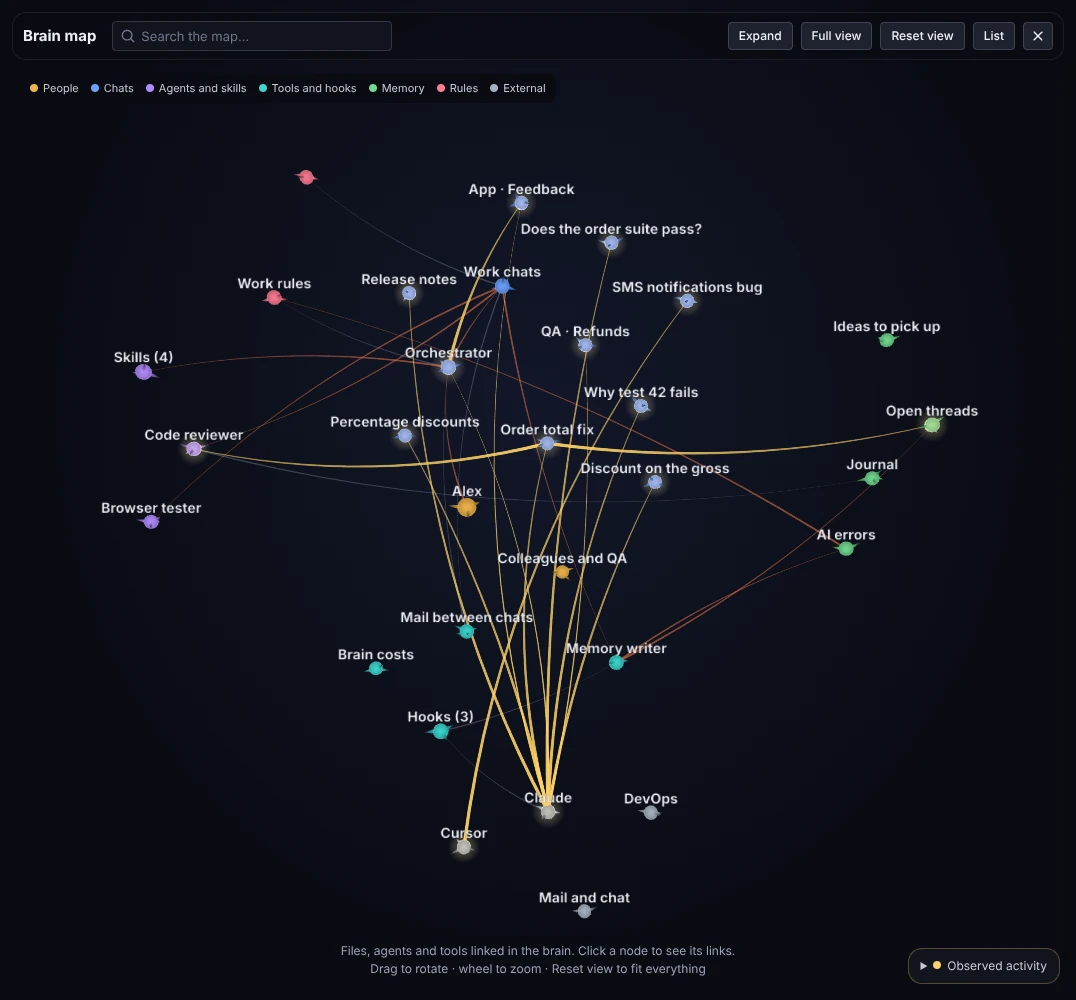 Brain map
Search the map...
Expand
Full view
Reset view
List
People
Chats
Agents and skills
Tools and hooks
Memory
Rules
External
App · Feedback
Does the order suite pass?
Work chats
Release notes
Work rules
SMS notifications bug
Ideas to pick up
QA · Refunds
Orchestrator
Skills (4)
Why test 42 fails
Open threads
Percentage discounts
Order total fix
Code reviewer
Journal
Discount on the gross
Alex
Browser tester
AI errors
Colleagues and QA
Mail between chats
Memory writer
Brain costs
Hooks (3)
Claude
DevOps
Cursor
Mail and chat
Files, agents and tools linked in the brain. Click a node to see its links.
Drag to rotate · wheel to zoom · Reset view to fit everything
Observed activity